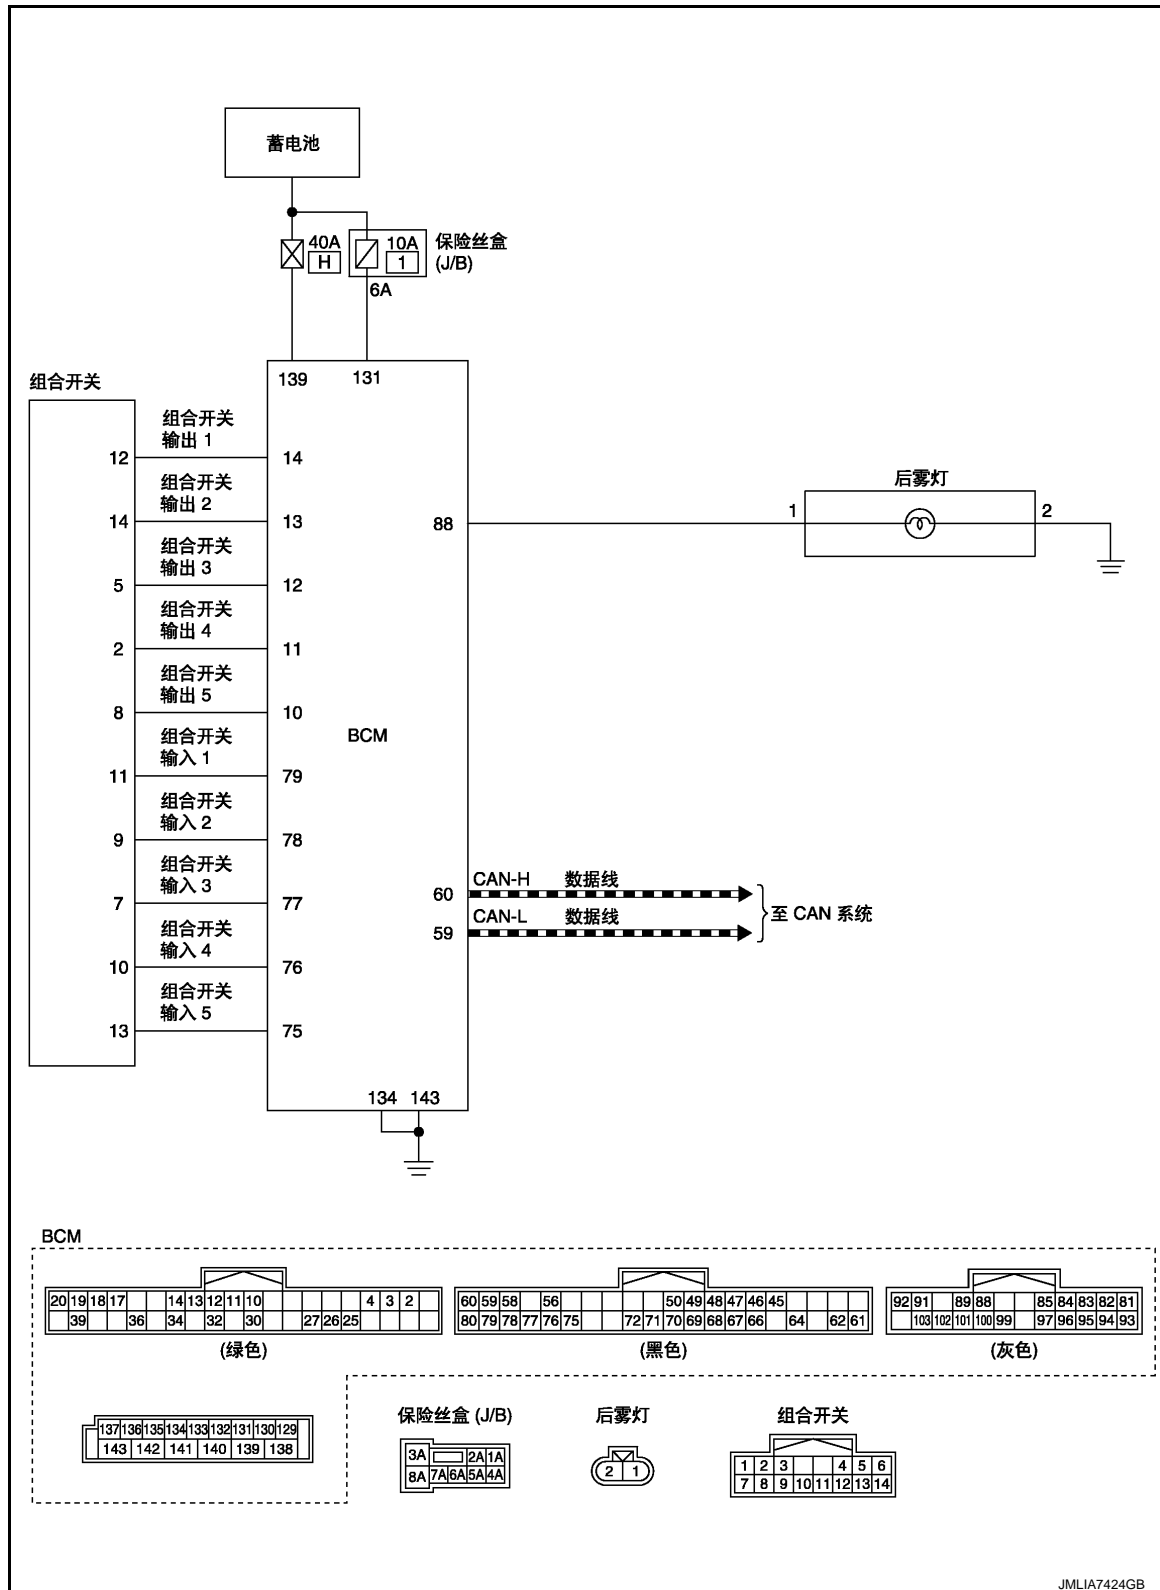 蓄电池
40A
H
10A
1
保险丝盒
(J/B)
6A
139 131
组合开关
组合开关
输出 1
12 14
组合开关
输出 2
14 13
组合开关
输出 3
5 12
组合开关
输出 4
2 11
组合开关
输出 5
8 10
BCM
组合开关
输入 1
11 79
组合开关
输入 2
9 78
组合开关
输入 3
7 77
组合开关
输入 4
10 76
组合开关
输入 5
13 75
88
后雾灯
1 2
60 CAN-H 数据线
59 CAN-L 数据线
至 CAN 系统
134 143
BCM
20 19 18 17 14 13 12 11 10 4 3 2
39 36 34 32 30 27 26 25
(绿色)
60 59 58 56 50 49 48 47 46 45
80 79 78 77 76 75 72 71 70 69 68 67 66 64 62 61
(黑色)
92 91 89 88 85 84 83 82 81
103 102 101 100 99 97 96 95 94 93
(灰色)
137 136 135 134 133 132 131 130 129
143 142 141 140 139 138
保险丝盒 (J/B)
3A 2A 1A
8A 7A 6A 5A 4A
后雾灯
2 1
组合开关
1 2 3 4 5 6
7 8 9 10 11 12 13 14
JMLIA7424GB